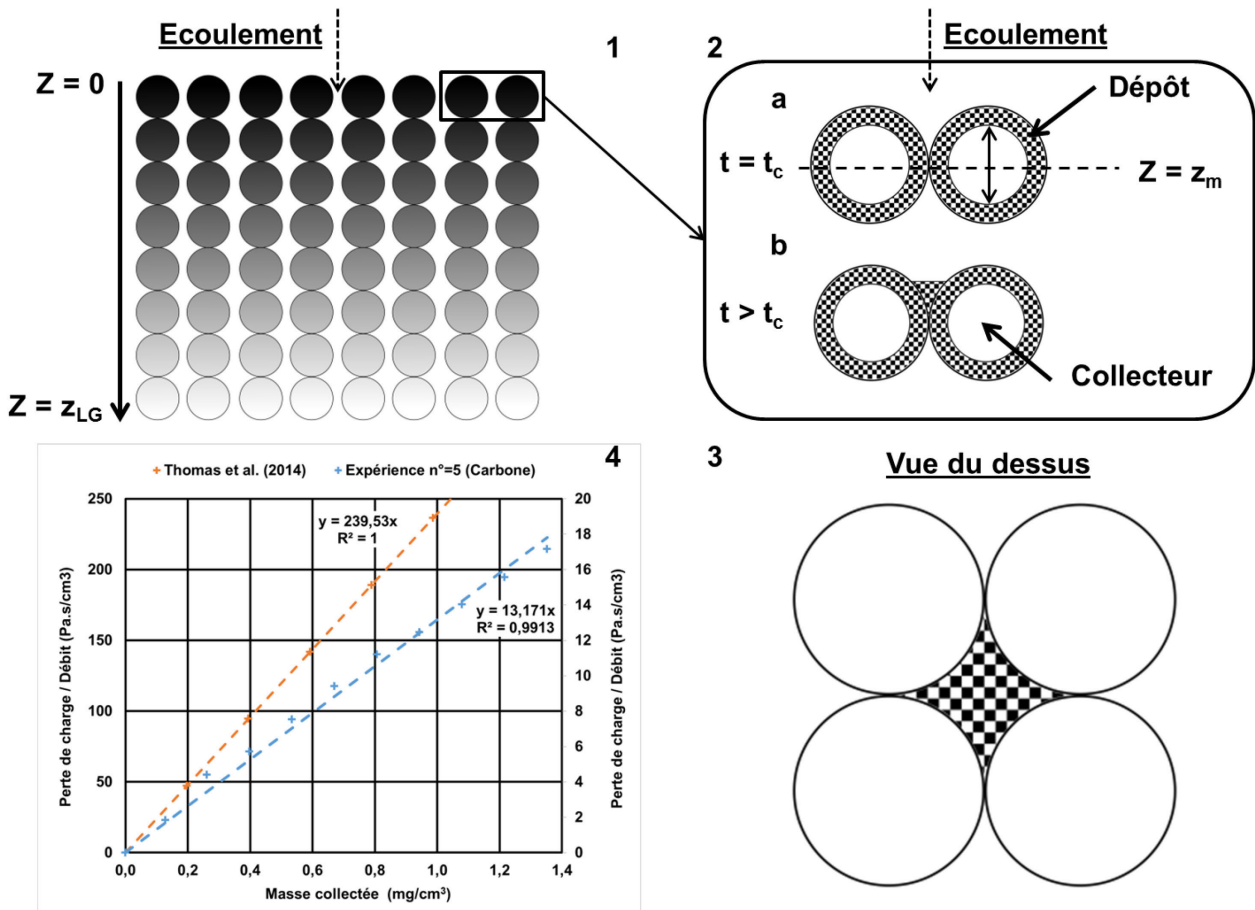 Ecoulement
1
Z = 0
Z = zLG
2
Ecoulement
a
Dépôt
t = tc
Z = zm
b
t > tc
Collecteur
4
Thomas et al. (2014)
Expérience n°=5 (Carbone)
Perte de charge / Débit (Pa.s/cm3)
250
200
150
100
50
0
y = 239,53x
R² = 1
y = 13,171x
R² = 0,9913
20
18
16
14
12
10
8
6
4
2
0
Perte de charge / Débit (Pa.s/cm3)
0,0 0,2 0,4 0,6 0,8 1,0 1,2 1,4
Masse collectée (mg/cm³)
3
Vue du dessus